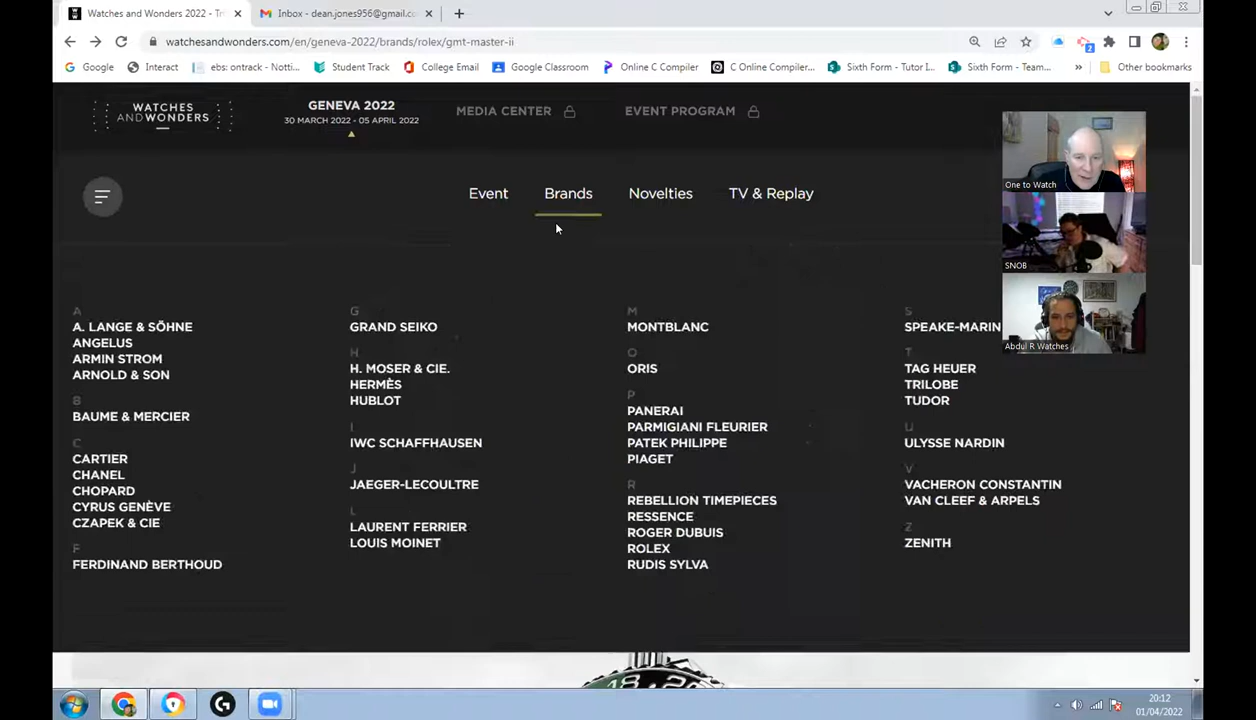 Watches and Wonders 2022 - Tr
Inbox - dean.jones956@gmail.co
watchesandwonders.com/en/geneva-2022/brands/rolex/gmt-master-ii
2
Google
Interact
ebs: ontrack - Notti...
Student Track
College Email
Google Classroom
Online C Compiler
C Online Compiler...
Sixth Form - Tutor I...
Sixth Form - Team...
»
Other bookmarks
WATCHES
AND WONDERS
GENEVA 2022
30 MARCH 2022 - 05 APRIL 2022
MEDIA CENTER
EVENT PROGRAM
Event
Brands
Novelties
TV & Replay
One to Watch
SNOB
Abdul R Watches
A
A. LANGE & SÖHNE
ANGELUS
ARMIN STROM
ARNOLD & SON
B
BAUME & MERCIER
C
CARTIER
CHANEL
CHOPARD
CYRUS GENÈVE
CZAPEK & CIE
F
FERDINAND BERTHOUD
G
GRAND SEIKO
H
H. MOSER & CIE.
HERMÈS
HUBLOT
I
IWC SCHAFFHAUSEN
J
JAEGER-LECOULTRE
L
LAURENT FERRIER
LOUIS MOINET
M
MONTBLANC
O
ORIS
P
PANERAI
PARMIGIANI FLEURIER
PATEK PHILIPPE
PIAGET
R
REBELLION TIMEPIECES
RESSENCE
ROGER DUBUIS
ROLEX
RUDIS SYLVA
S
SPEAKE-MARIN
T
TAG HEUER
TRILOBE
TUDOR
U
ULYSSE NARDIN
V
VACHERON CONSTANTIN
VAN CLEEF & ARPELS
Z
ZENITH
20:12
01/04/2022